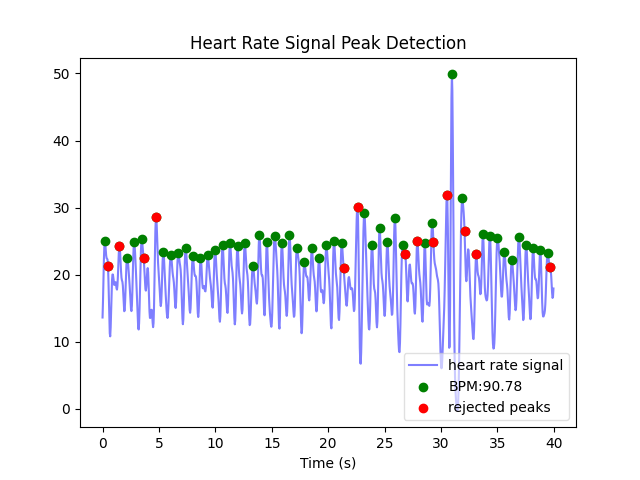 Heart Rate Signal Peak Detection
50
40
30
20
10
0
heart rate signal
BPM:90.78
rejected peaks
0 5 10 15 20 25 30 35 40
Time (s)